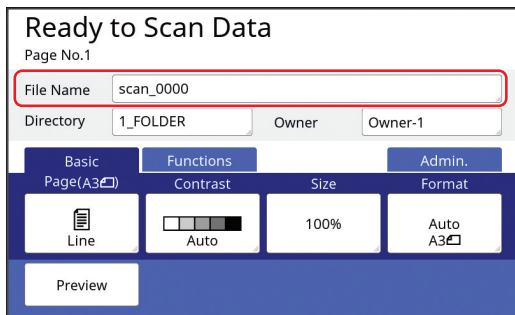 Ready to Scan Data
Page No.1
File Name scan_0000
Directory 1_FOLDER Owner Owner-1
Basic Functions Admin.
Page(A3) Contrast Size Format
Line Auto 100% Auto A3
Preview